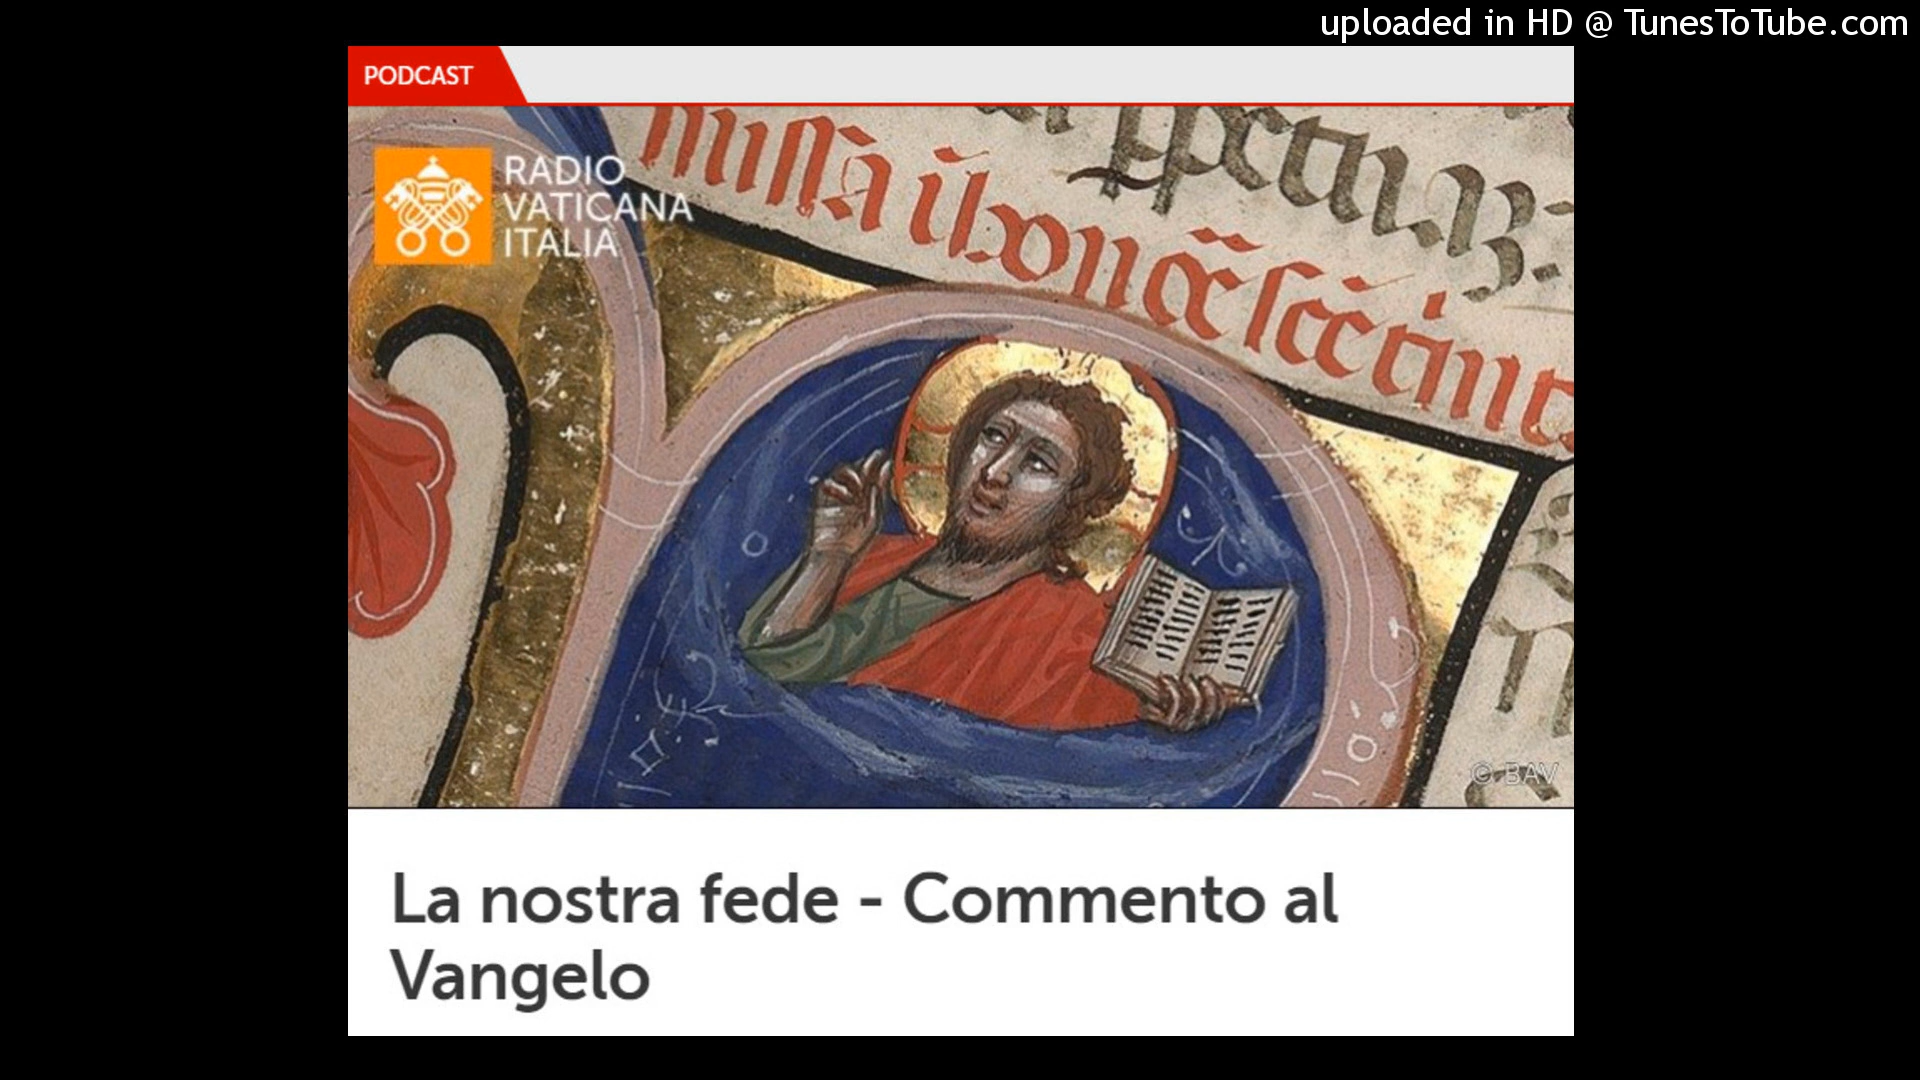 uploaded in HD @ TunesToTube.com
PODCAST
RADIO
VATICANA
ITALIA
© BAV
La nostra fede - Commento al
Vangelo